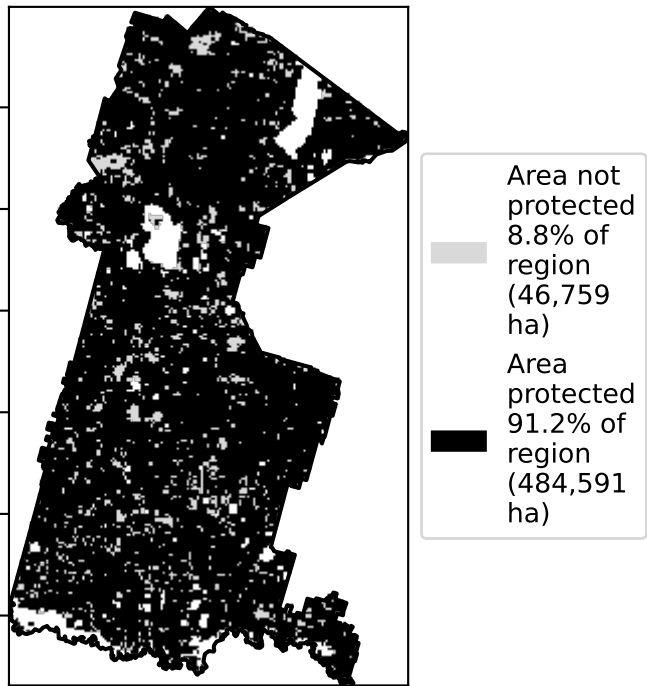 Area not
protected
8.8% of
region
(46,759
ha)
Area
protected
91.2% of
region
(484,591
ha)